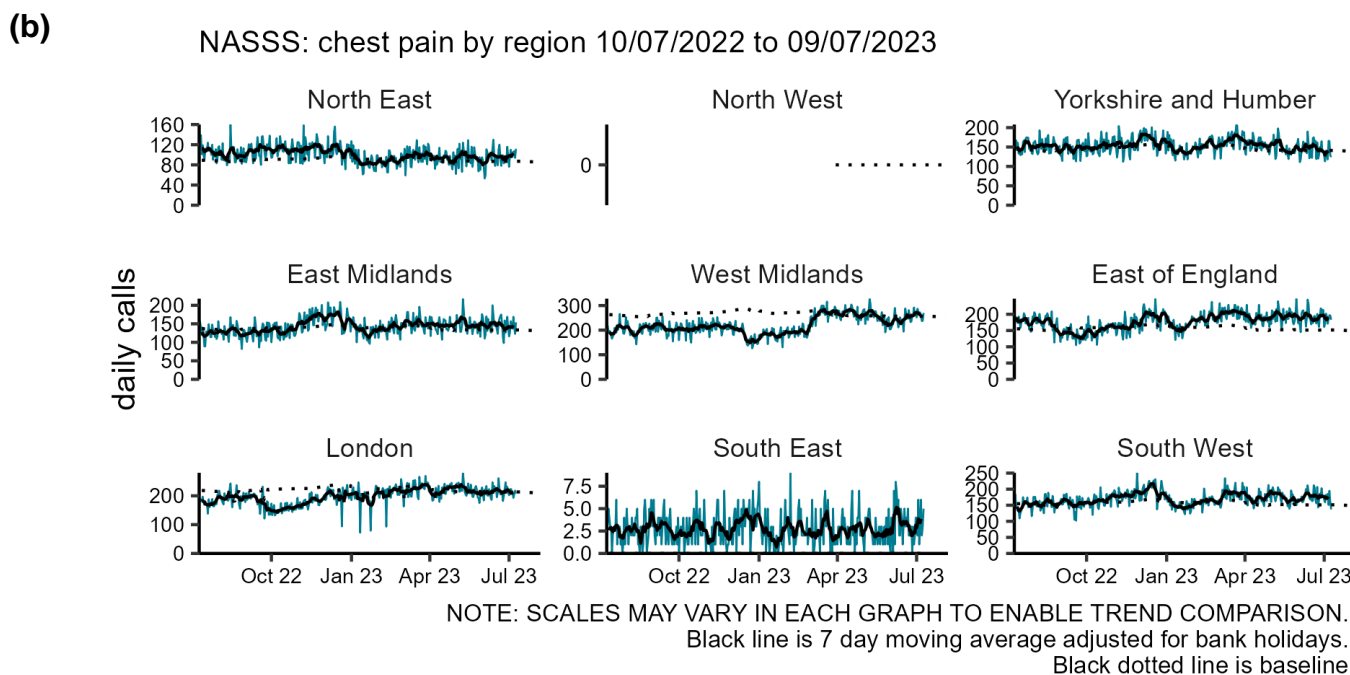 (b)
NASSS: chest pain by region 10/07/2022 to 09/07/2023
North East
North West
Yorkshire and Humber
160
120
80
40
0
0
200
150
100
50
0
daily calls
East Midlands
West Midlands
East of England
200
150
100
50
0
300
200
100
0
200
150
100
50
0
London
South East
South West
200
100
0
7.5
5.0
2.5
0.0
250
200
150
100
50
0
Oct 22 Jan 23 Apr 23 Jul 23
Oct 22 Jan 23 Apr 23 Jul 23
Oct 22 Jan 23 Apr 23 Jul 23
NOTE: SCALES MAY VARY IN EACH GRAPH TO ENABLE TREND COMPARISON.
Black line is 7 day moving average adjusted for bank holidays.
Black dotted line is baseline